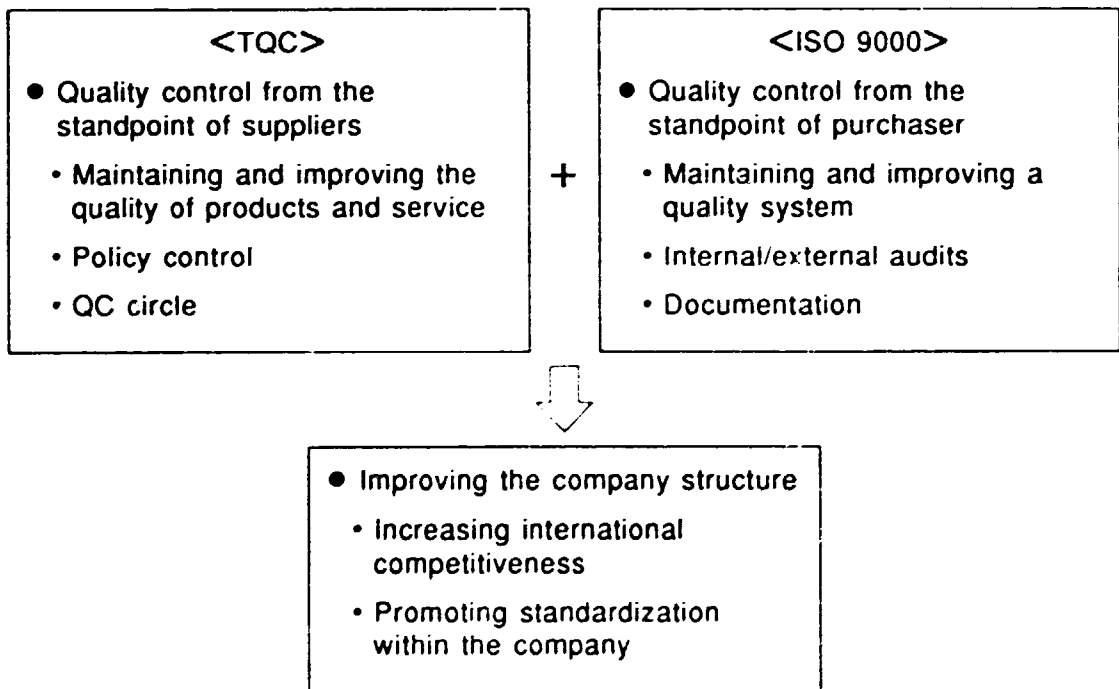 <TQC>
● Quality control from the
standpoint of suppliers
• Maintaining and improving the
quality of products and service
• Policy control
• QC circle
+
<ISO 9000>
● Quality control from the
standpoint of purchaser
• Maintaining and improving a
quality system
• Internal/external audits
• Documentation
● Improving the company structure
• Increasing international
competitiveness
• Promoting standardization
within the company